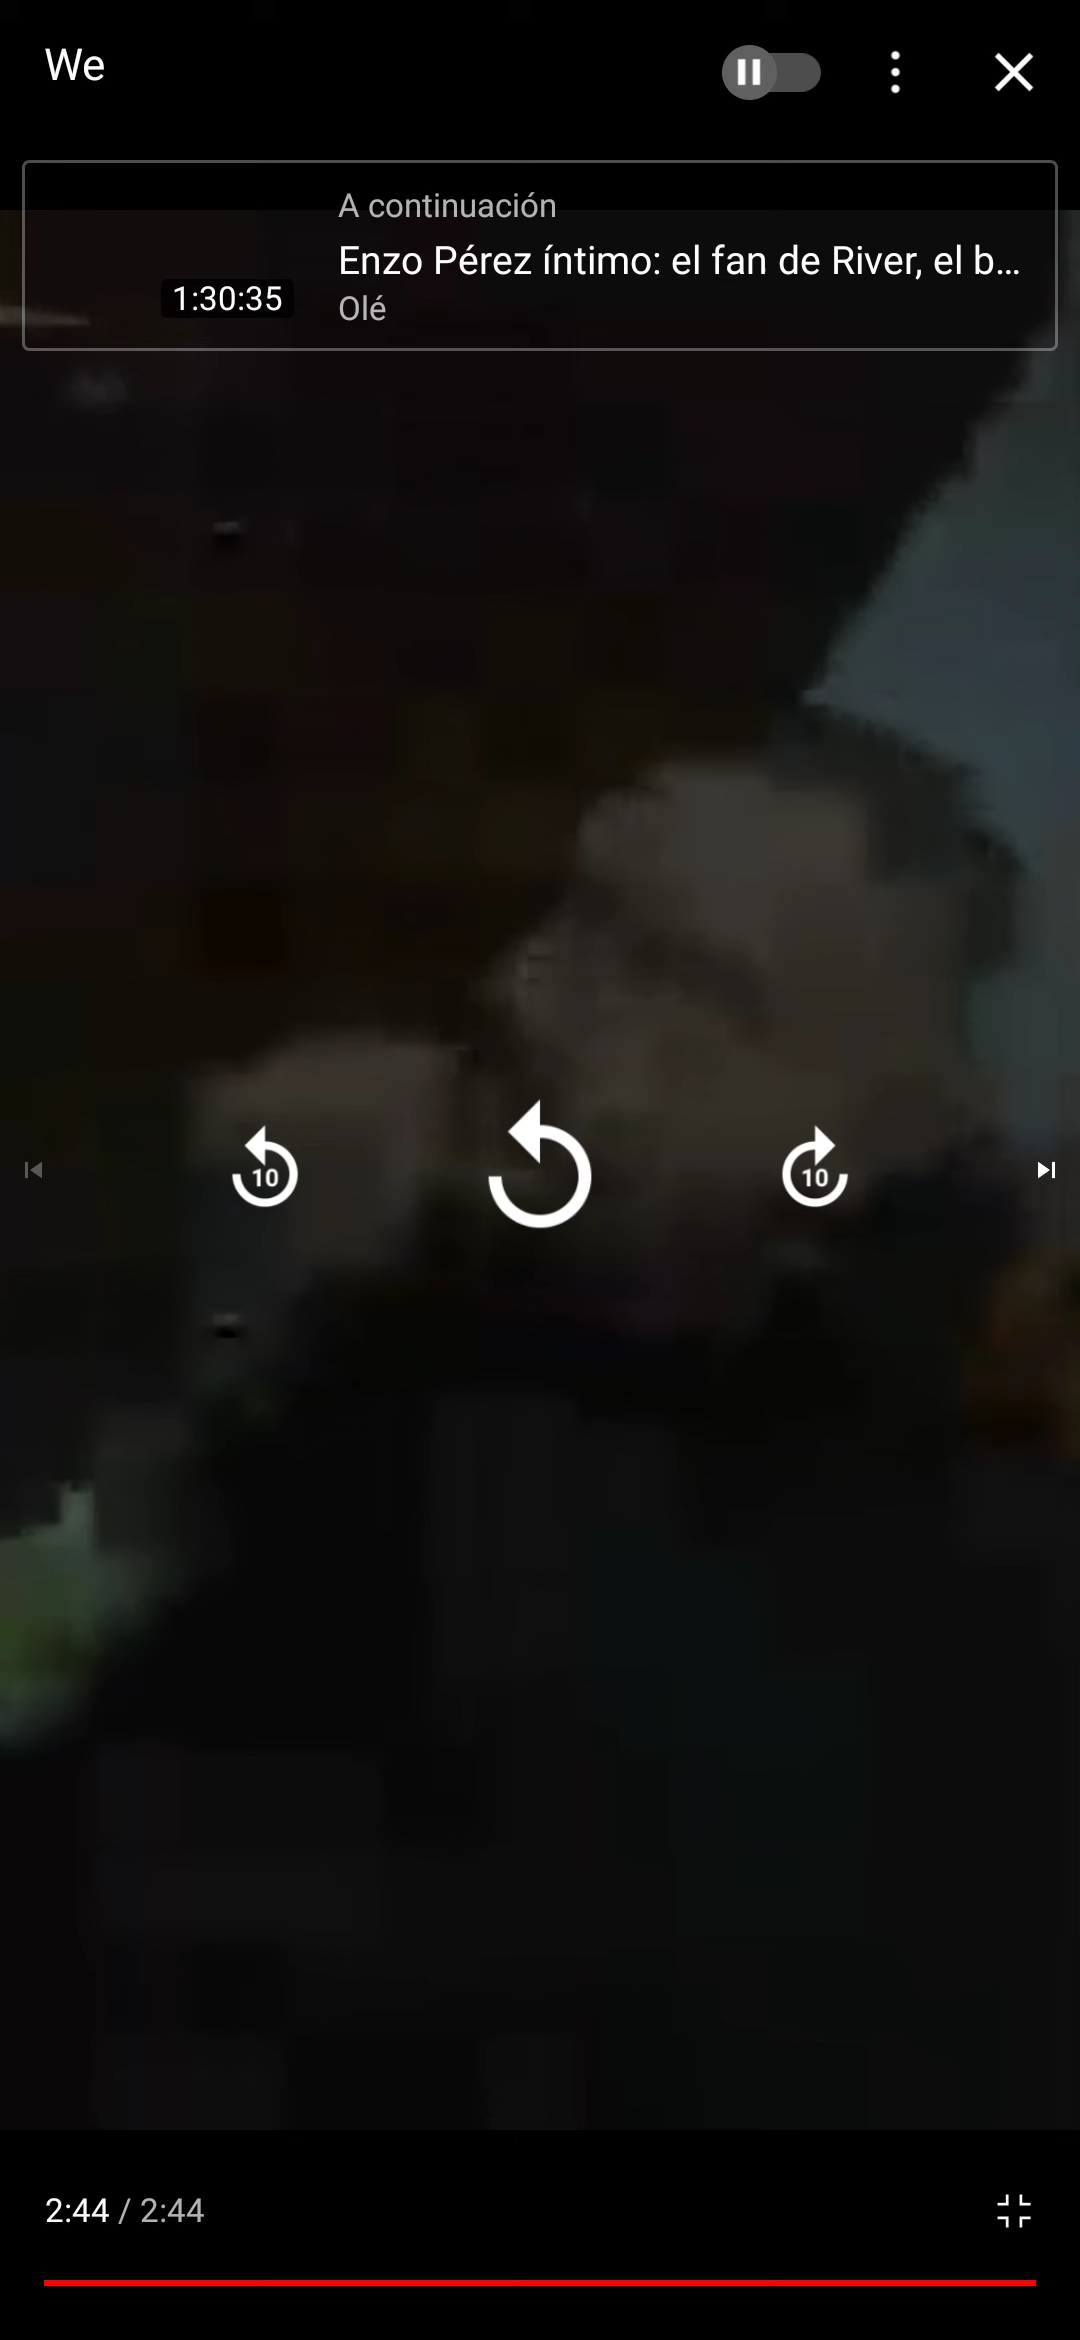 We
A continuación
Enzo Pérez íntimo: el fan de River, el b...
1:30:35
Olé
10
10
2:44 / 2:44